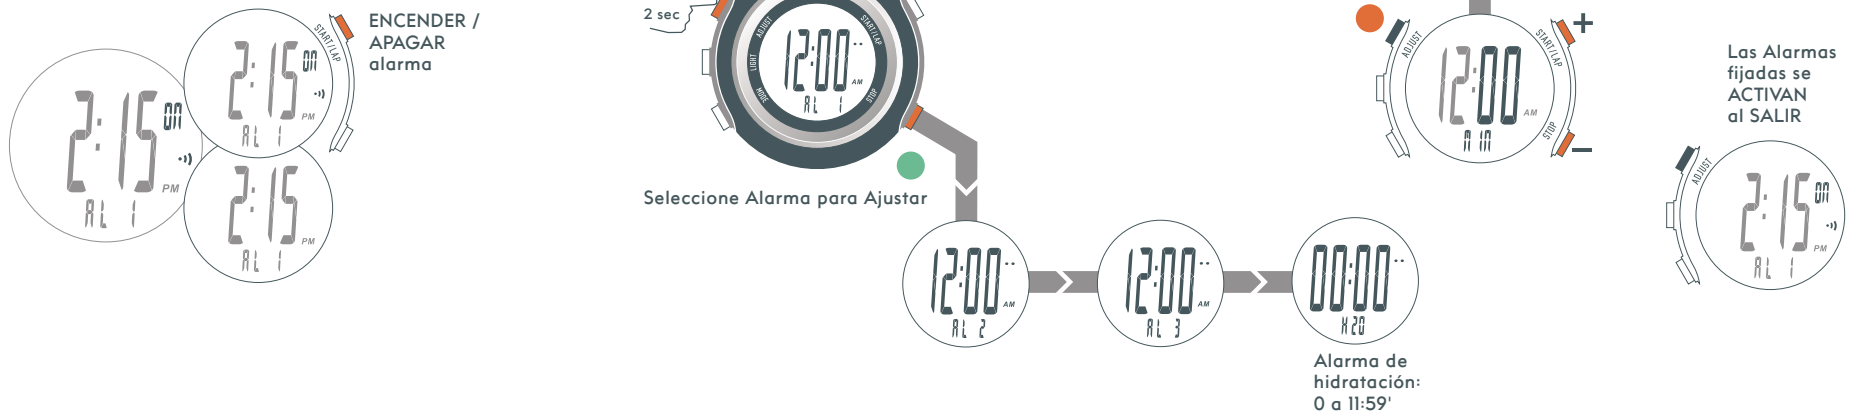 ENCENDER /
APAGAR
alarma
START/LAP
2:15 ON
PM
AL 1
2:15 ON
PM
AL 1
2:15
PM
AL 1
2 sec
ADJUST
START/LAP
LIGHT
MODE
STOP
12:00 --
AM
AL 1
Seleccione Alarma para Ajustar
12:00 --
AM
AL 2
12:00 --
AM
AL 3
00:00 --
H20
Alarma de
hidratación:
0 a 11:59'
ADJUST
START/LAP
+
12:00
AM
MIN
STOP
–
Las Alarmas
fijadas se
ACTIVAN
al SALIR
ADJUST
2:15 ON
PM
AL 1